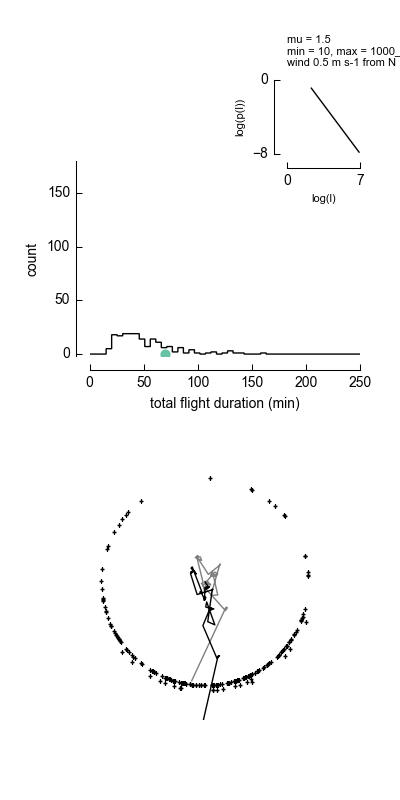 mu = 1.5
min = 10, max = 1000_
wind 0.5 m s-1 from N
0
−8
log(p(l))
0 7
log(l)
150
100
50
0
count
0 50 100 150 200 250
total flight duration (min)